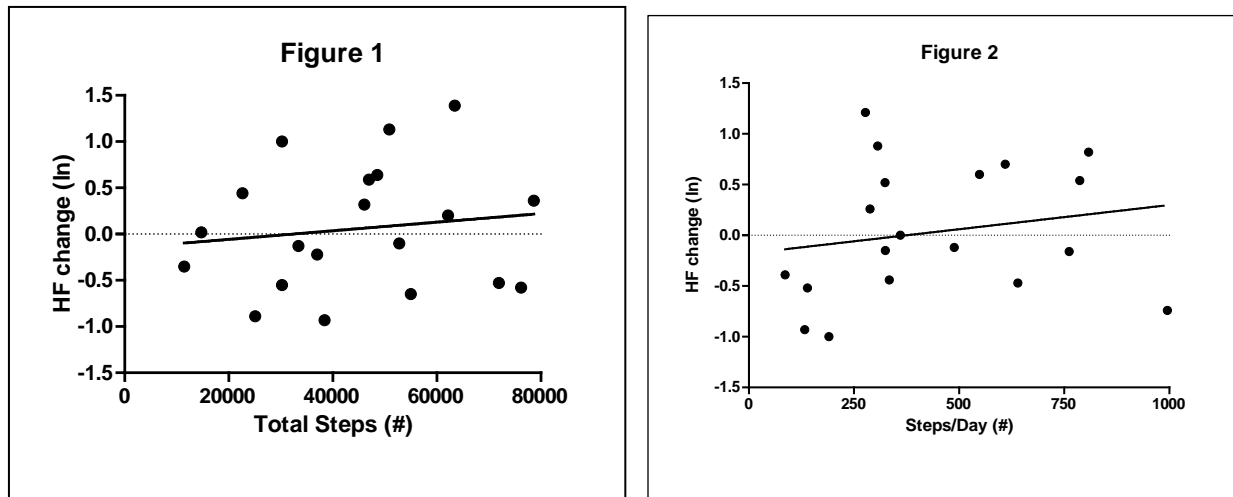 Figure 1
HF change (ln)
1.5
1.0
0.5
0.0
-0.5
-1.0
-1.5
0 20000 40000 60000 80000
Total Steps (#)
Figure 2
HF change (ln)
1.5
1.0
0.5
0.0
-0.5
-1.0
-1.5
0 250 500 750 1000
Steps/Day (#)